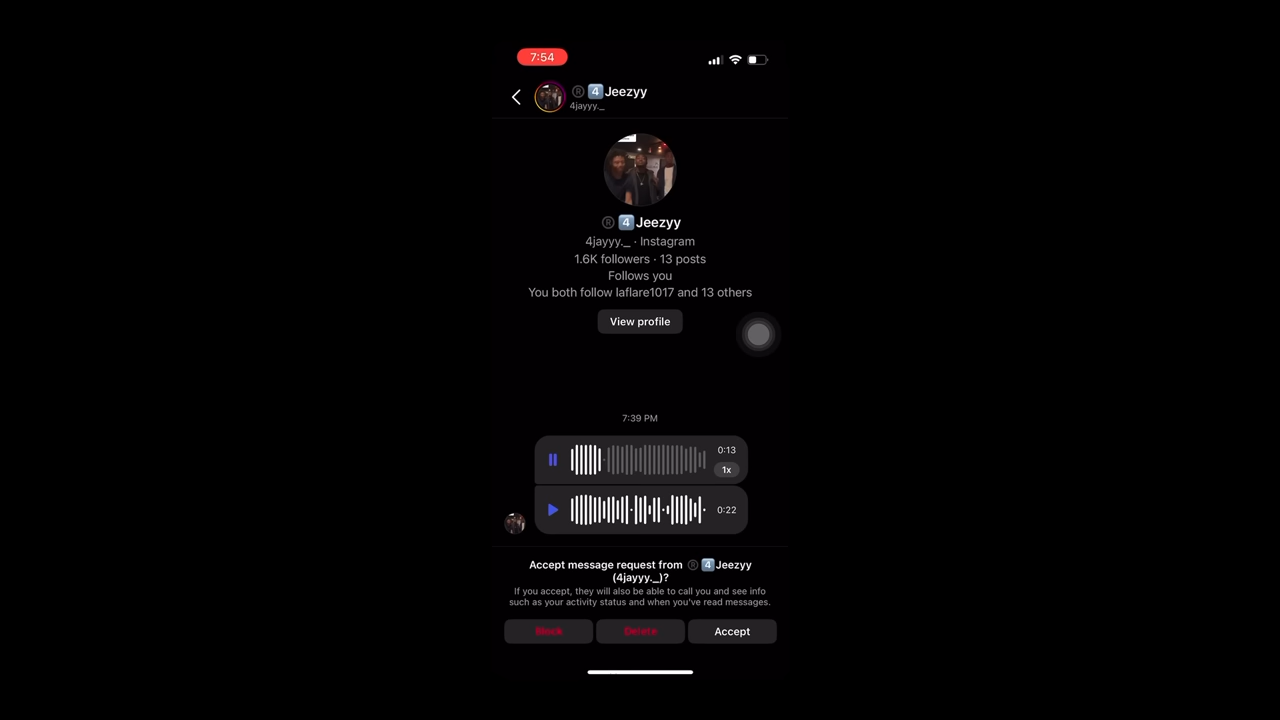 7:54
Ⓡ 4️⃣Jeezyy
4jayyy._
Ⓡ 4️⃣Jeezyy
4jayyy._ · Instagram
1.6K followers · 13 posts
Follows you
You both follow laflare1017 and 13 others
View profile
7:39 PM
0:13
1x
0:22
Accept message request from Ⓡ 4️⃣Jeezyy
(4jayyy._)?
If you accept, they will also be able to call you and see info
such as your activity status and when you've read messages.
Block Delete Accept